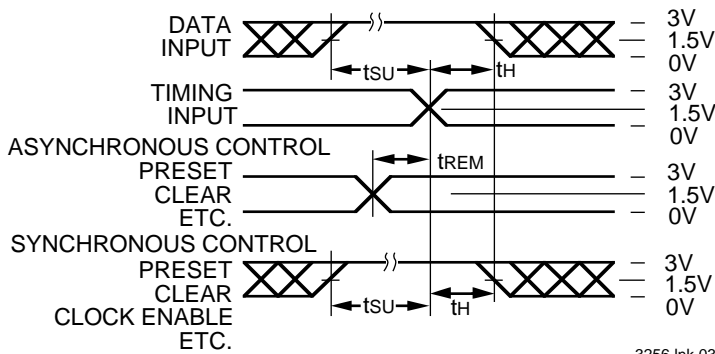 DATA
INPUT
3V
1.5V
0V
tSU
tH
TIMING
INPUT
3V
1.5V
0V
ASYNCHRONOUS CONTROL
tREM
PRESET
CLEAR
ETC.
3V
1.5V
0V
SYNCHRONOUS CONTROL
PRESET
CLEAR
CLOCK ENABLE
ETC.
3V
1.5V
0V
tSU
tH